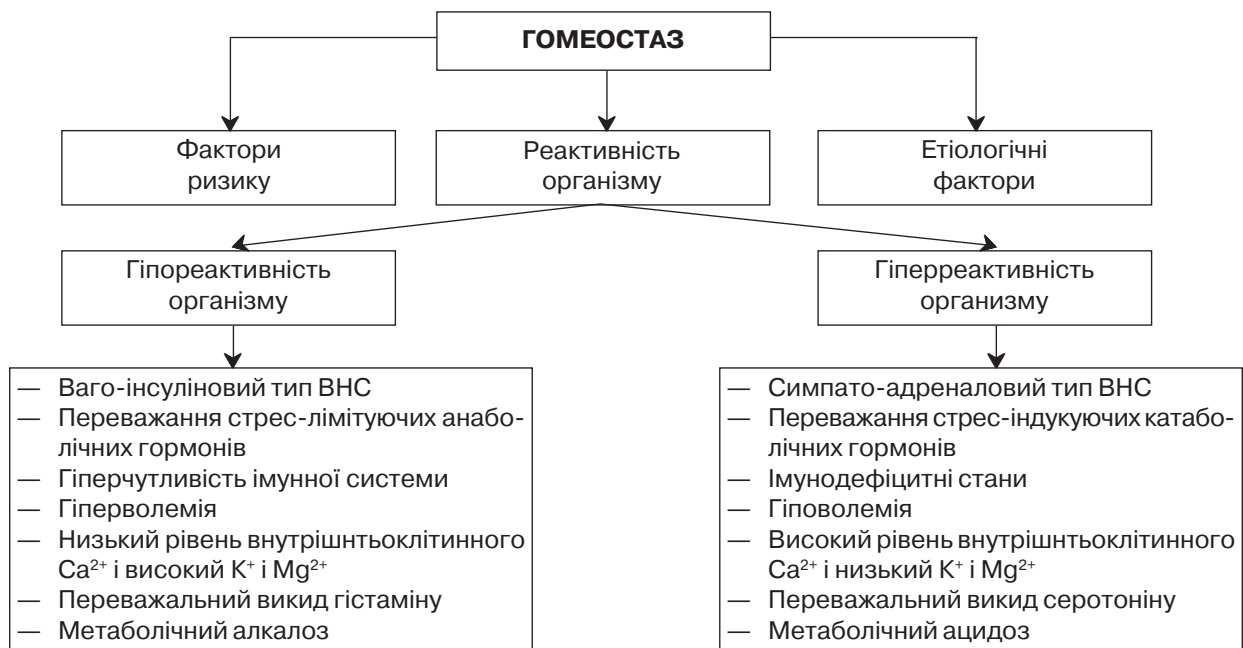 ГОМЕОСТАЗ
Фактори
ризику
Реактивність
організму
Етіологічні
фактори
Гіпореактивність
організму
Гіперреактивність
организму
— Ваго-інсуліновий тип ВНС
— Переважання стрес-лімітуючих анабо-
лічних гормонів
— Гіперчутливість імунної системи
— Гіперволемія
— Низький рівень внутрішнтьоклітинного
Ca²⁺ і високий K⁺ і Mg²⁺
— Переважальний викид гістаміну
— Метаболічний алкалоз
— Симпато-адреналовий тип ВНС
— Переважання стрес-індукуючих катабо-
лічних гормонів
— Імунодефіцитні стани
— Гіповолемія
— Високий рівень внутрішнтьоклітинного
Ca²⁺ і низький K⁺ і Mg²⁺
— Переважальний викид серотоніну
— Метаболічний ацидоз